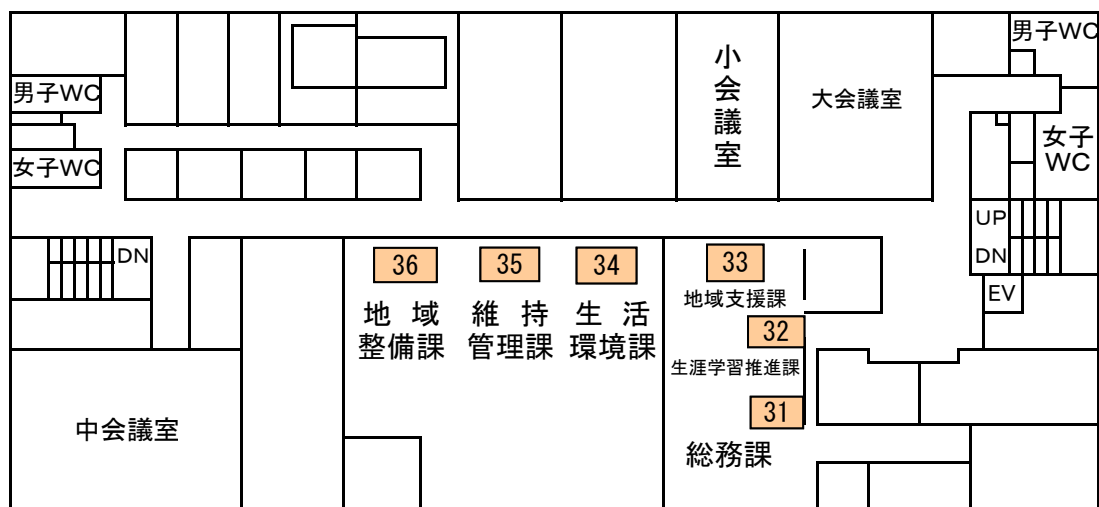 男子WC
小会議室
大会議室
男子WC
女子WC
女子
WC
UP
DN
DN
EV
36
35
34
33
地域支援課
地 域
整備課
維 持
管理課
生 活
環境課
32
生涯学習推進課
31
総務課
中会議室